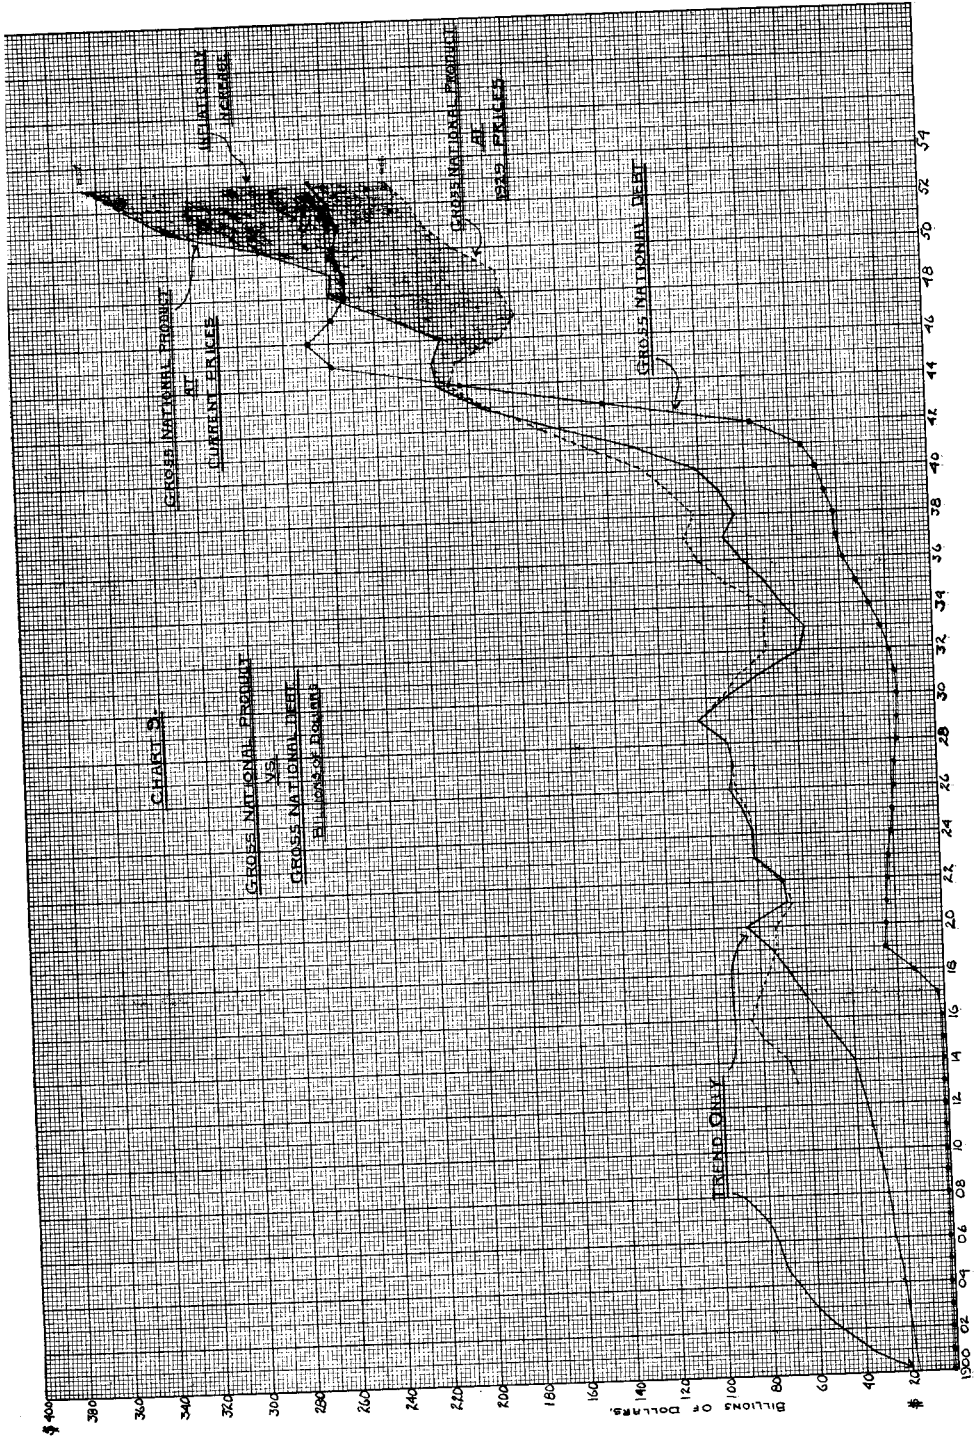 CHART 9.
GROSS NATIONAL PRODUCT
VS.
GROSS NATIONAL DEBT
BILLIONS OF DOLLARS
GROSS NATIONAL PRODUCT
AT
CURRENT PRICES
INFLATIONARY
INCREASE
GROSS NATIONAL PRODUCT
AT
1929 PRICES
GROSS NATIONAL DEBT
TREND ONLY
BILLIONS OF DOLLARS.
$ 400
380
360
340
320
300
280
260
240
220
200
180
160
140
120
100
80
60
40
$ 20
1900 02 04 06 08 10 12 14 16 18 20 22 24 26 28 30 32 34 36 38 40 42 44 46 48 50 52 54